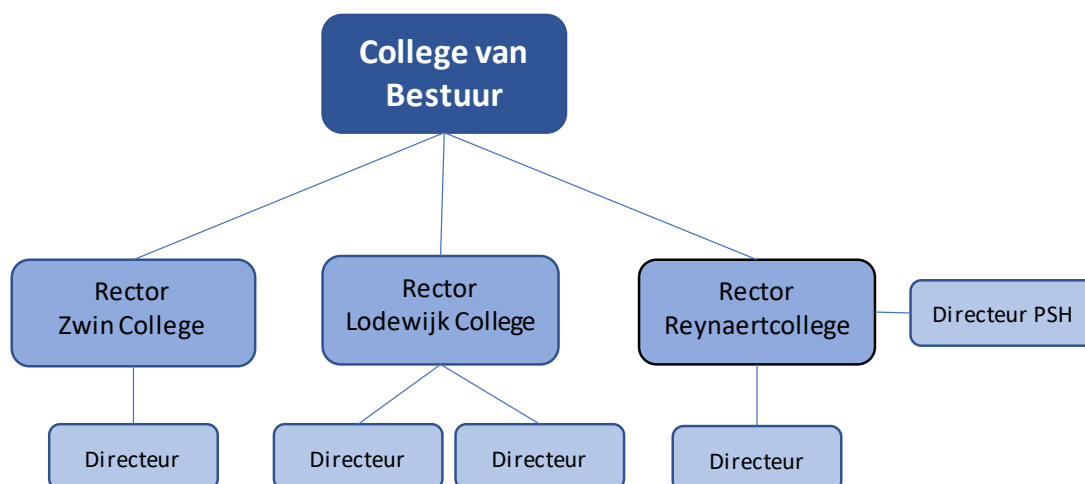 College van
Bestuur
Rector
Zwin College
Rector
Lodewijk College
Rector
Reynaertcollege
Directeur PSH
Directeur
Directeur
Directeur
Directeur